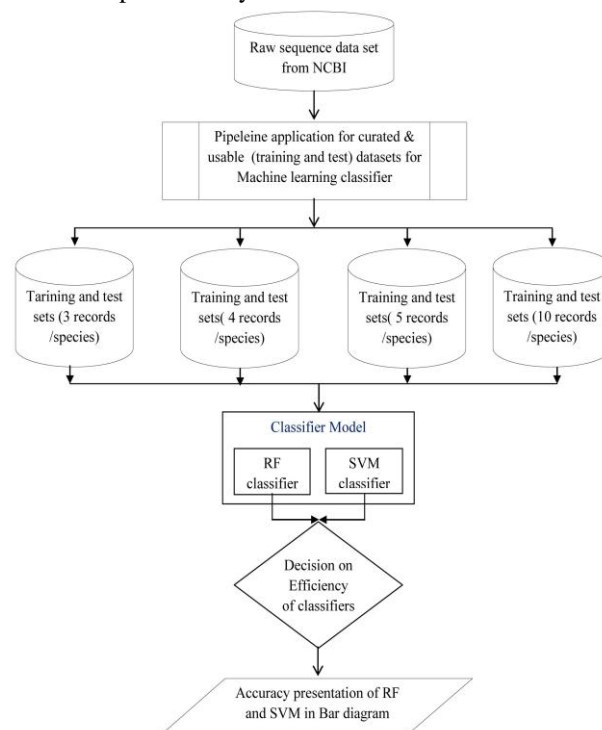 Raw sequence data set
from NCBI
Pipeleine application for curated &
usable (training and test) datasets for
Machine learning classifier
Tarining and test
sets (3 records
/species)
Training and test
sets( 4 records
/species)
Training and test
sets( 5 records
/species)
Training and test
sets (10 records
/species)
Classifier Model
RF
classifier
SVM
classifier
Decision on
Efficiency
of classifiers
Accuracy presentation of RF
and SVM in Bar diagram